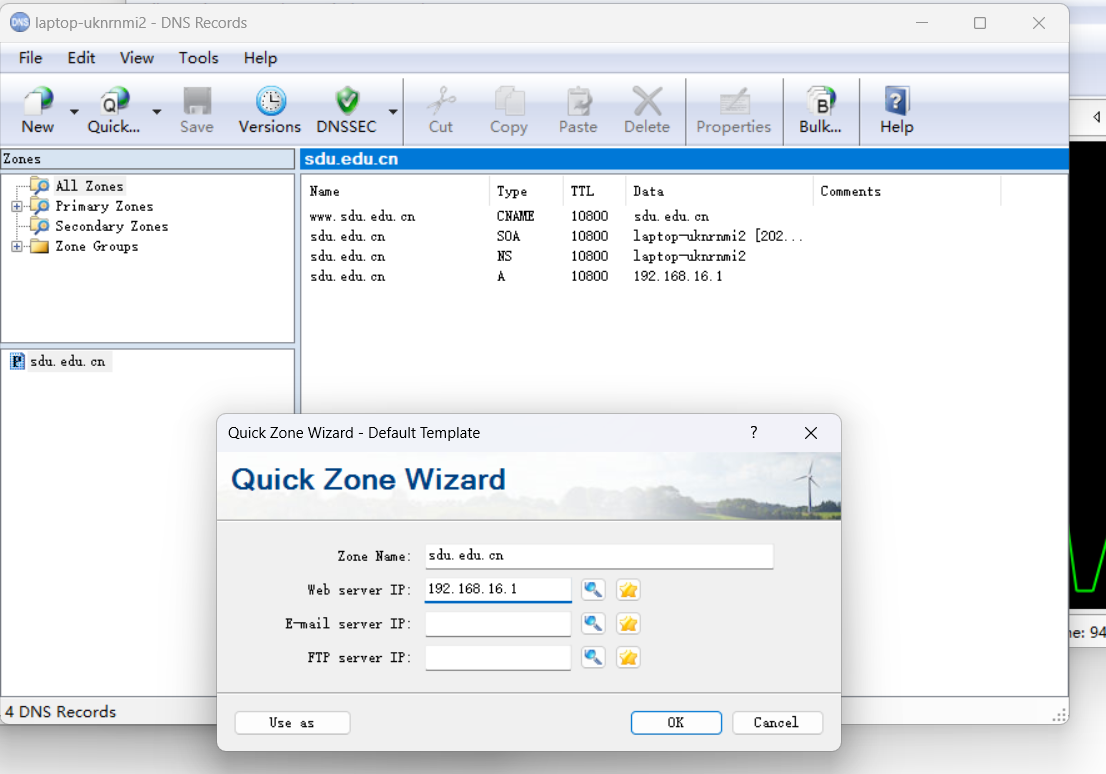 DNS laptop-uknrnmi2 - DNS Records
File Edit View Tools Help
New Quick... Save Versions DNSSEC Cut Copy Paste Delete Properties Bulk... Help
Zones
sdu.edu.cn
All Zones
Primary Zones
Secondary Zones
Zone Groups
Name Type TTL Data Comments
www.sdu.edu.cn CNAME 10800 sdu.edu.cn
sdu.edu.cn SOA 10800 laptop-uknrnmi2 [202...
sdu.edu.cn NS 10800 laptop-uknrnmi2
sdu.edu.cn A 10800 192.168.16.1
sdu.edu.cn
Quick Zone Wizard - Default Template
Quick Zone Wizard
Zone Name: sdu.edu.cn
Web server IP: 192.168.16.1
E-mail server IP:
FTP server IP:
Use as OK Cancel
4 DNS Records
ne: 94